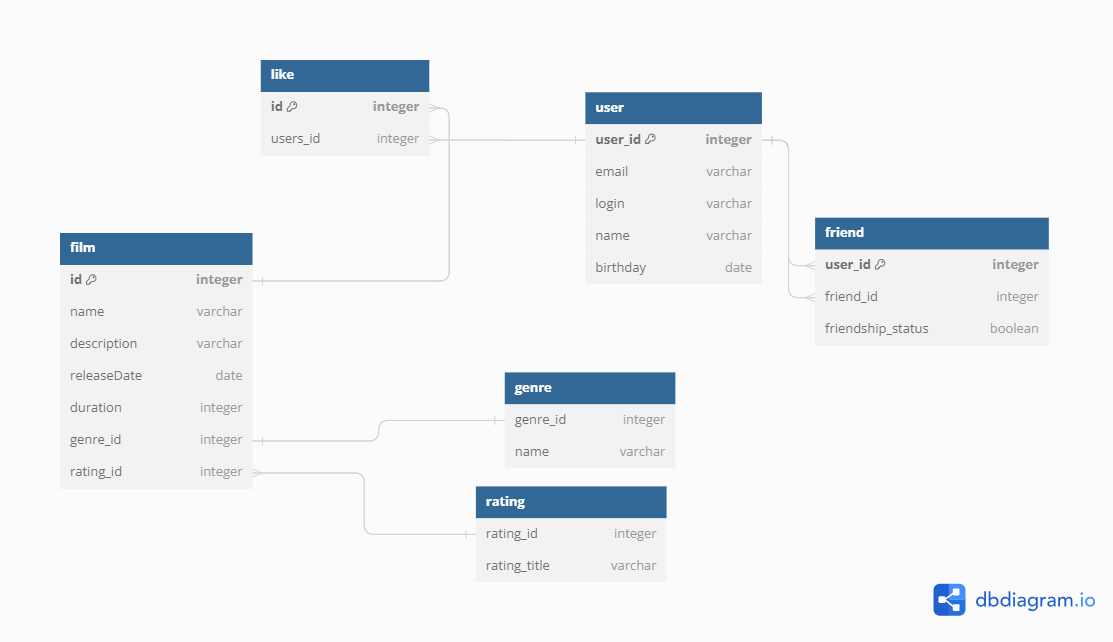 like
id integer
users_id integer
user
user_id integer
email varchar
login varchar
name varchar
birthday date
friend
user_id integer
friend_id integer
friendship_status boolean
film
id integer
name varchar
description varchar
releaseDate date
duration integer
genre_id integer
rating_id integer
genre
genre_id integer
name varchar
rating
rating_id integer
rating_title varchar
dbdiagram.io